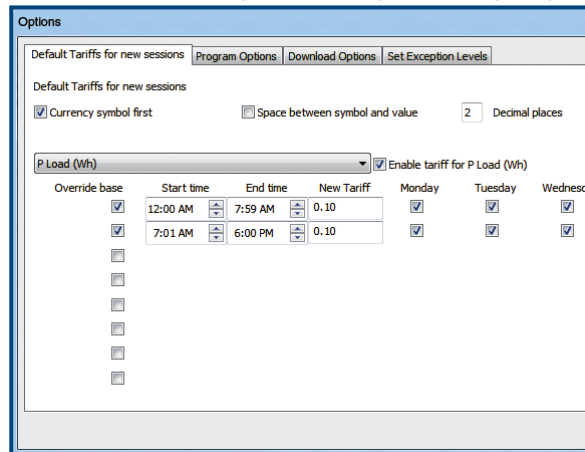 Options
Default Tariffs for new sessions Program Options Download Options Set Exception Levels
Default Tariffs for new sessions
Currency symbol first Space between symbol and value 2 Decimal places
P Load (Wh) Enable tariff for P Load (Wh)
Override base Start time End time New Tariff Monday Tuesday Wednesd
12:00 AM 7:59 AM 0.10
7:01 AM 6:00 PM 0.10